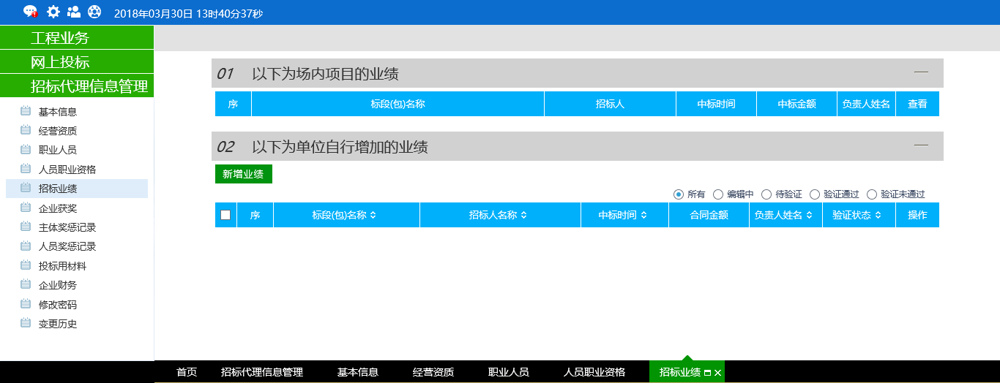 2018年03月30日 13时40分37秒
工程业务
网上投标
招标代理信息管理
基本信息
经营资质
职业人员
人员职业资格
招标业绩
企业获奖
主体奖惩记录
人员奖惩记录
投标用材料
企业财务
修改密码
变更历史
01 以下为场内项目的业绩
序 标段(包)名称 招标人 中标时间 中标金额 负责人姓名 查看
02 以下为单位自行增加的业绩
新增业绩
所有 编辑中 待验证 验证通过 验证未通过
序 标段(包)名称 招标人名称 中标时间 合同金额 负责人姓名 验证状态 操作
首页 招标代理信息管理 基本信息 经营资质 职业人员 人员职业资格 招标业绩